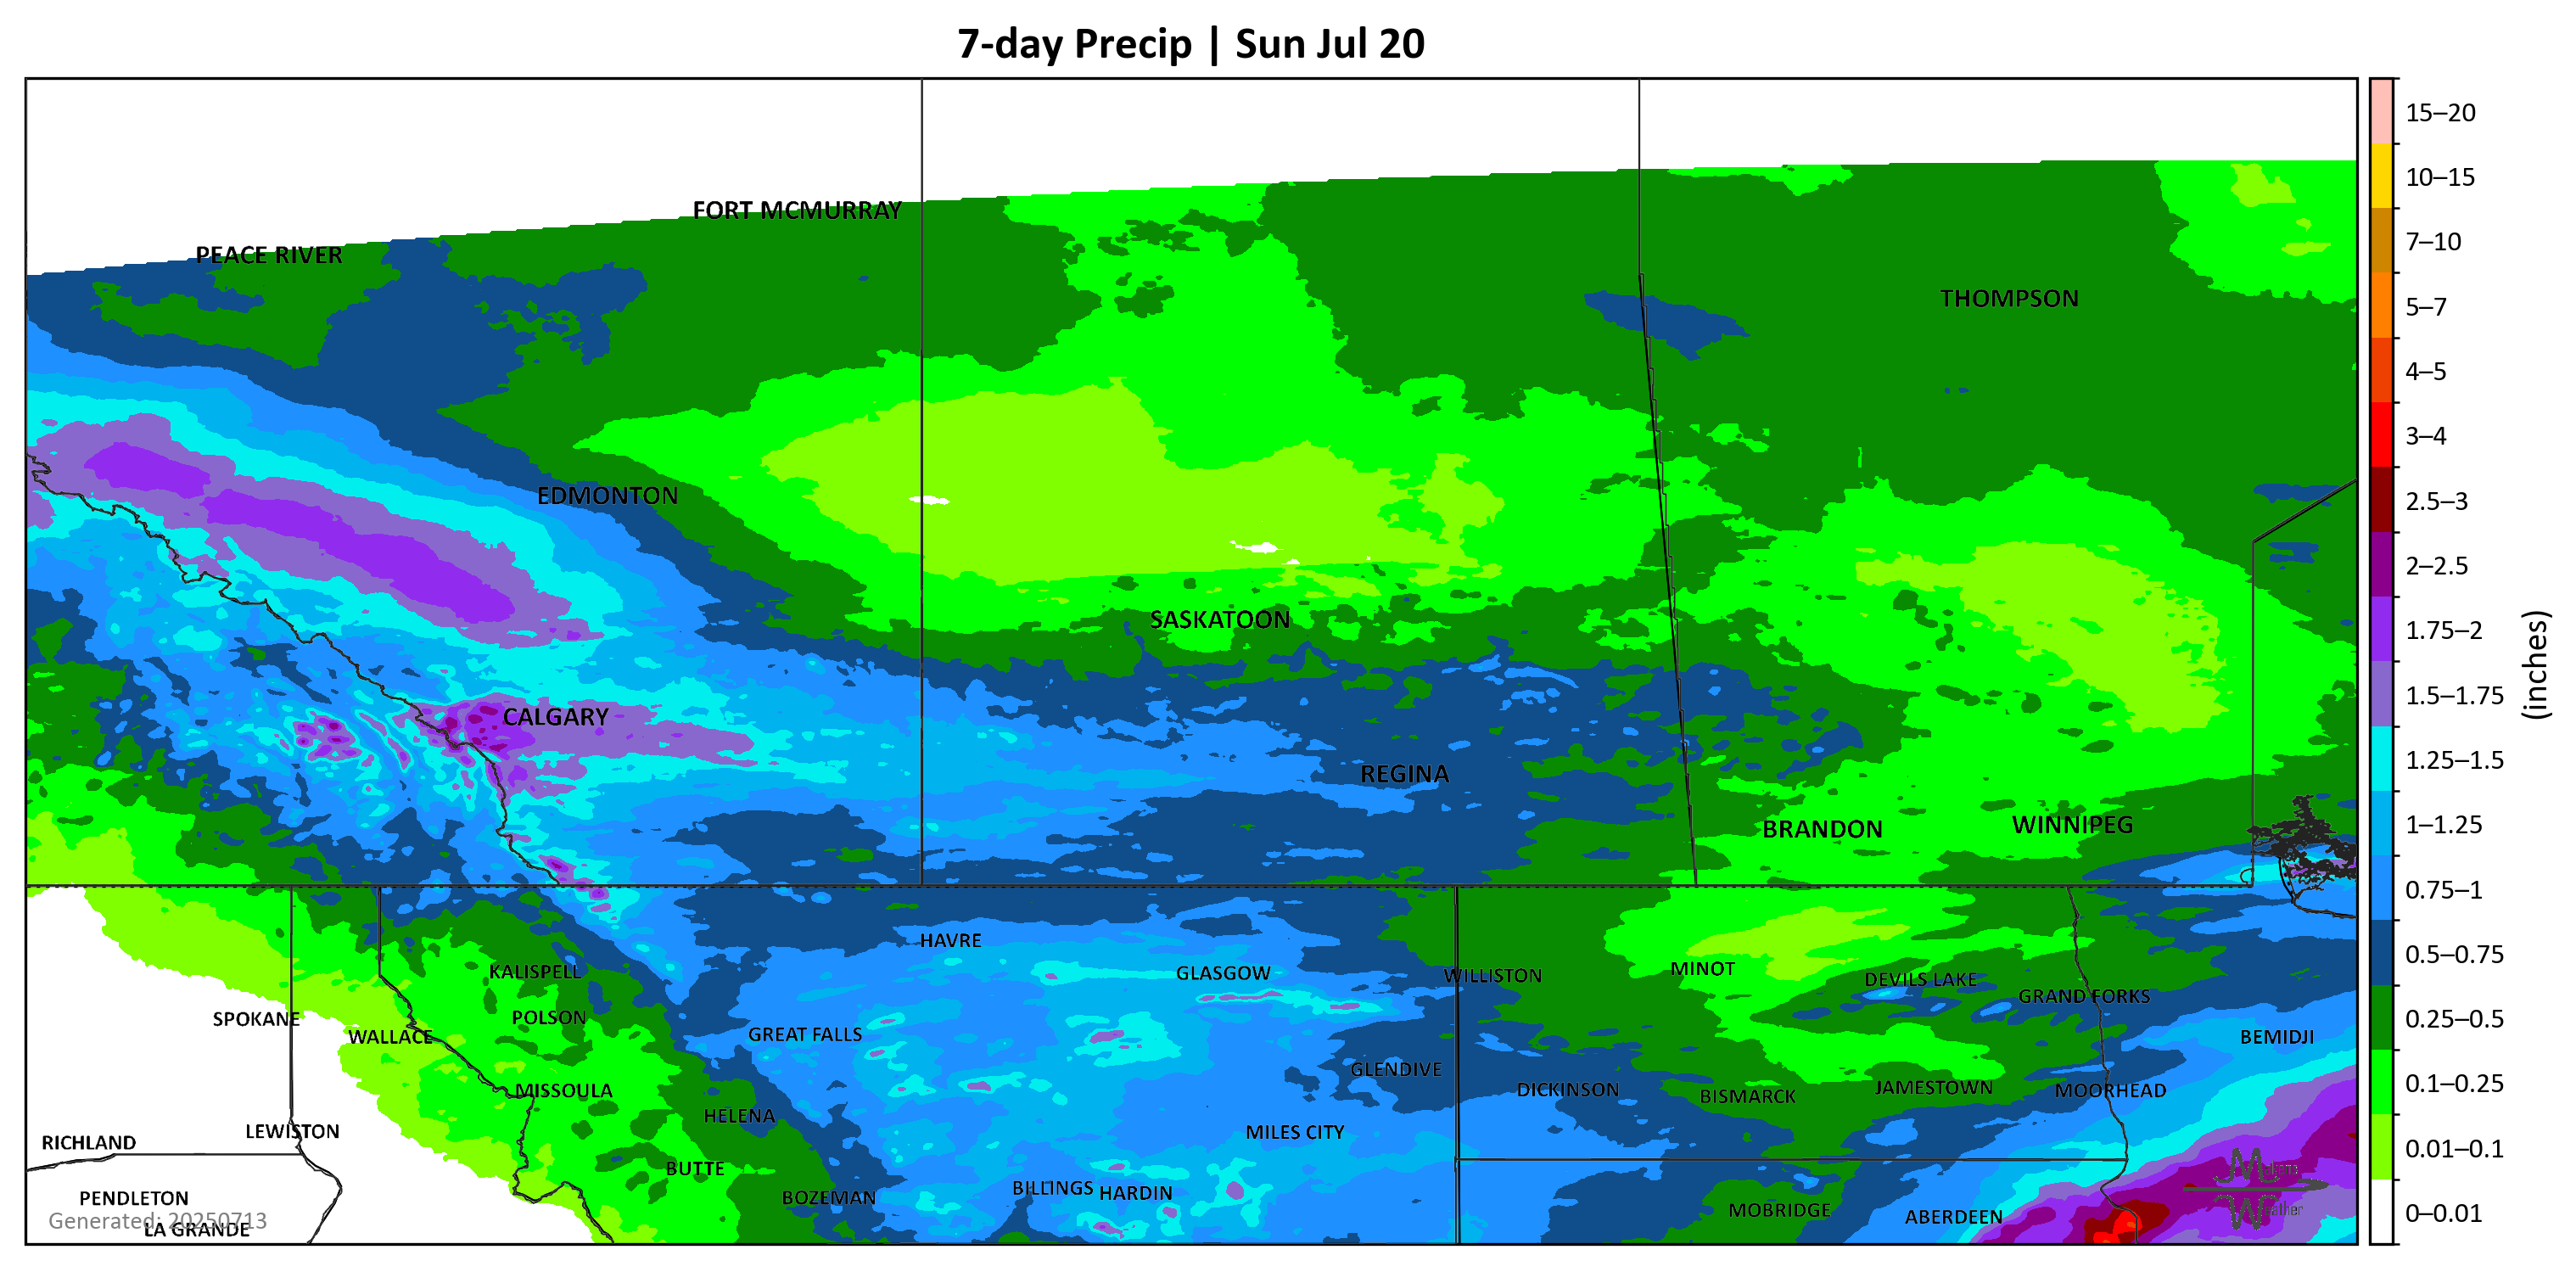 7-day Precip | Sun Jul 20
FORT MCMURRAY
PEACE RIVER
THOMPSON
EDMONTON
SASKATOON
CALGARY
REGINA
BRANDON
WINNIPEG
HAVRE
KALISPELL
GLASGOW
WILLISTON
MINOT
DEVILS LAKE
GRAND FORKS
SPOKANE
POLSON
WALLACE
GREAT FALLS
BEMIDJI
GLENDIVE
MISSOULA
DICKINSON
BISMARCK
JAMESTOWN
MOORHEAD
HELENA
RICHLAND
LEWISTON
MILES CITY
BUTTE
PENDLETON
BOZEMAN
BILLINGS
HARDIN
MOBRIDGE
ABERDEEN
Generated: 20250713
LA GRANDE
15–20
10–15
7–10
5–7
4–5
3–4
2.5–3
2–2.5
1.75–2
1.5–1.75
1.25–1.5
1–1.25
0.75–1
0.5–0.75
0.25–0.5
0.1–0.25
0.01–0.1
0–0.01
(inches)
Weather